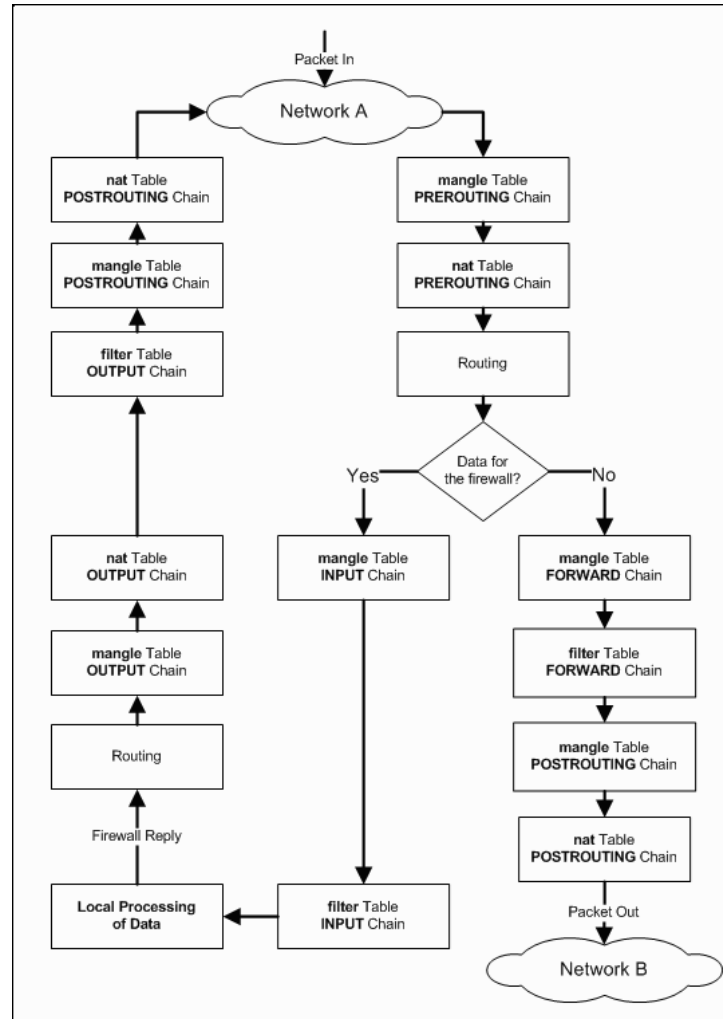 Packet In
Network A
nat Table
POSTROUTING Chain
mangle Table
POSTROUTING Chain
filter Table
OUTPUT Chain
nat Table
OUTPUT Chain
mangle Table
OUTPUT Chain
Routing
Firewall Reply
Local Processing
of Data
mangle Table
PREROUTING Chain
nat Table
PREROUTING Chain
Routing
Data for
the firewall?
Yes
No
mangle Table
INPUT Chain
filter Table
INPUT Chain
mangle Table
FORWARD Chain
filter Table
FORWARD Chain
mangle Table
POSTROUTING Chain
nat Table
POSTROUTING Chain
Packet Out
Network B